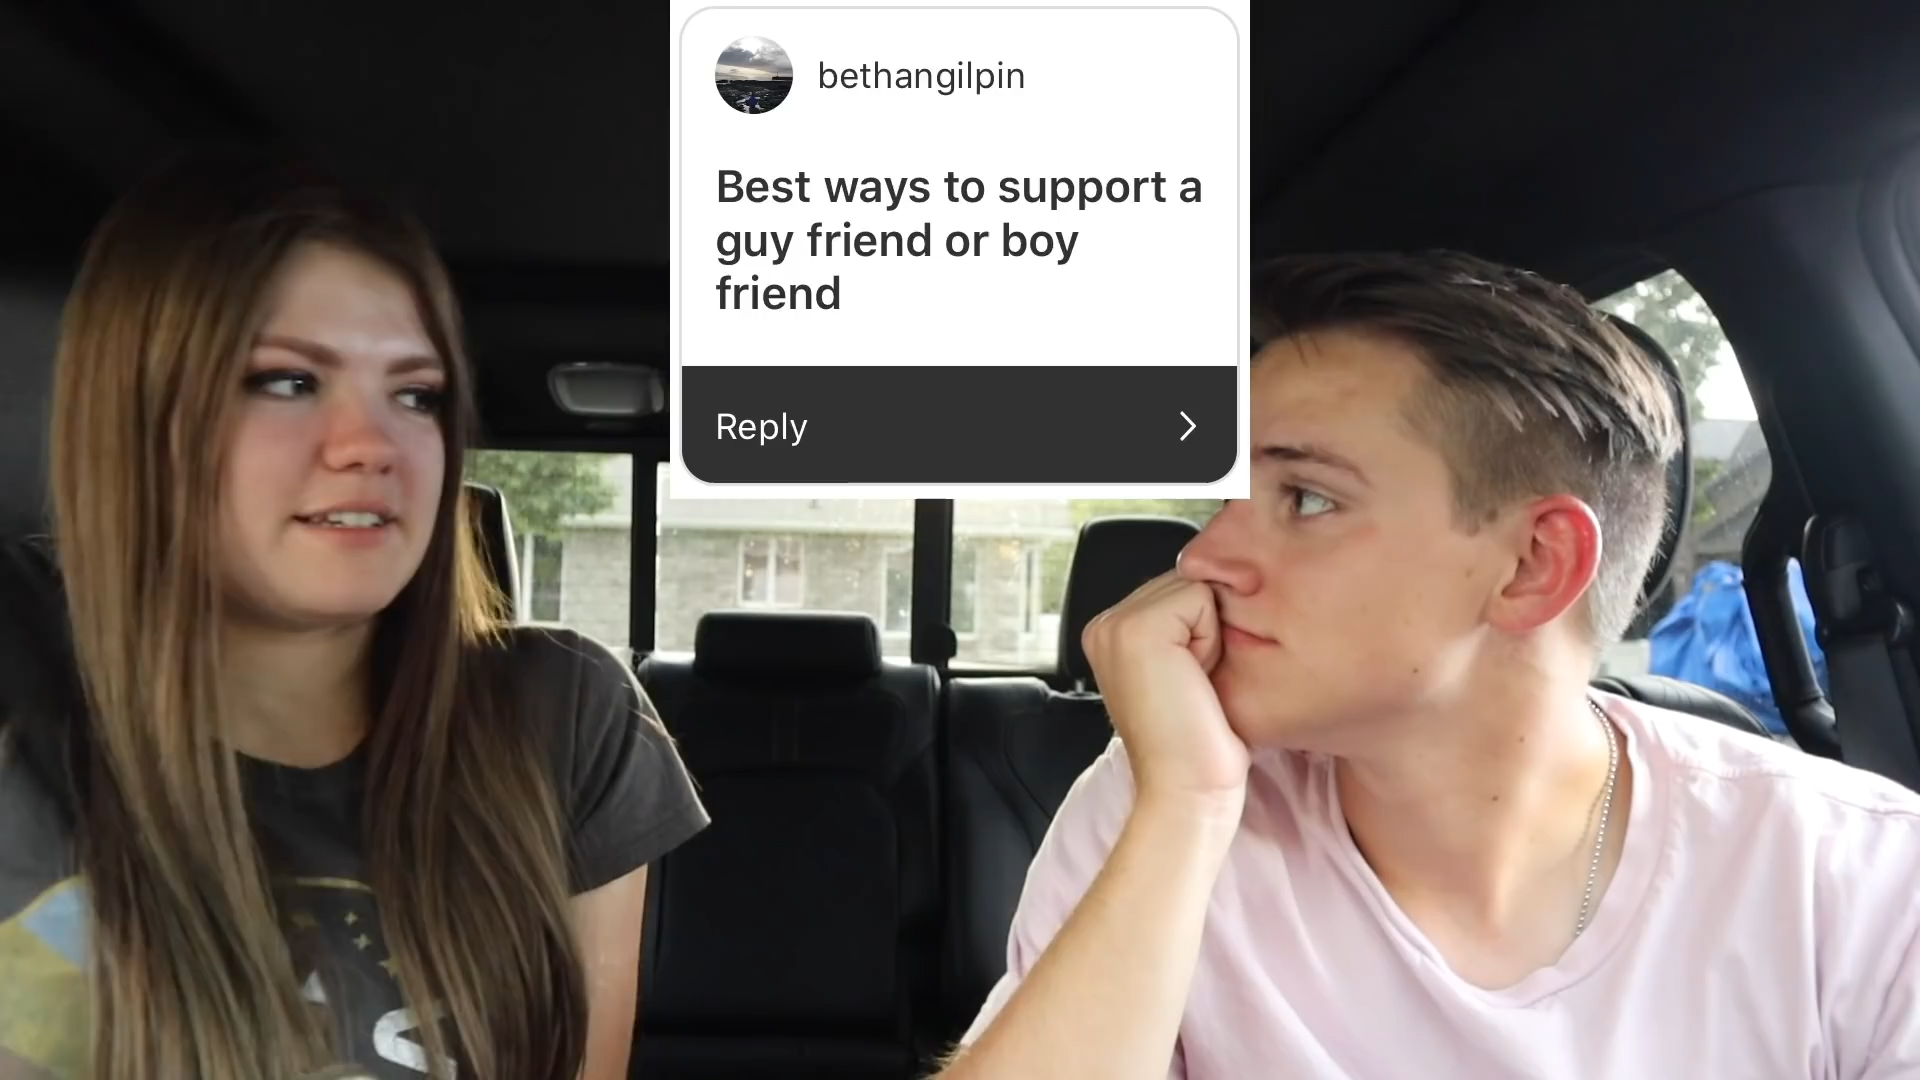 bethangilpin
Best ways to support a
guy friend or boy
friend
Reply